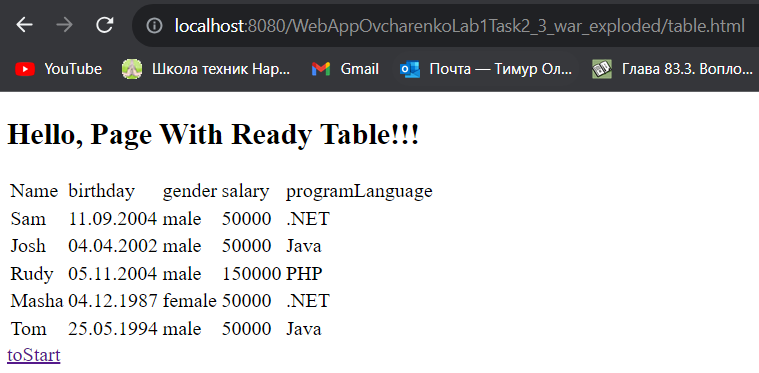 localhost:8080/WebAppOvcharenkoLab1Task2_3_war_exploded/table.html
YouTube Школа техник Нар... Gmail Почта — Тимур Ол... Глава 83.3. Вопло...
Hello, Page With Ready Table!!!
Name birthday gender salary programLanguage
Sam 11.09.2004 male 50000 .NET
Josh 04.04.2002 male 50000 Java
Rudy 05.11.2004 male 150000 PHP
Masha 04.12.1987 female 50000 .NET
Tom 25.05.1994 male 50000 Java
toStart